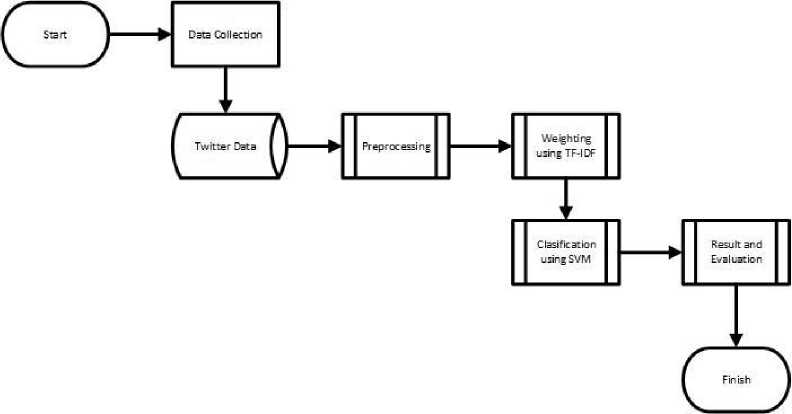 Start
Data Collection
Twitter Data
Preprocessing
Weighting
using TF-IDF
Clasification
using SVM
Result and
Evaluation
Finish